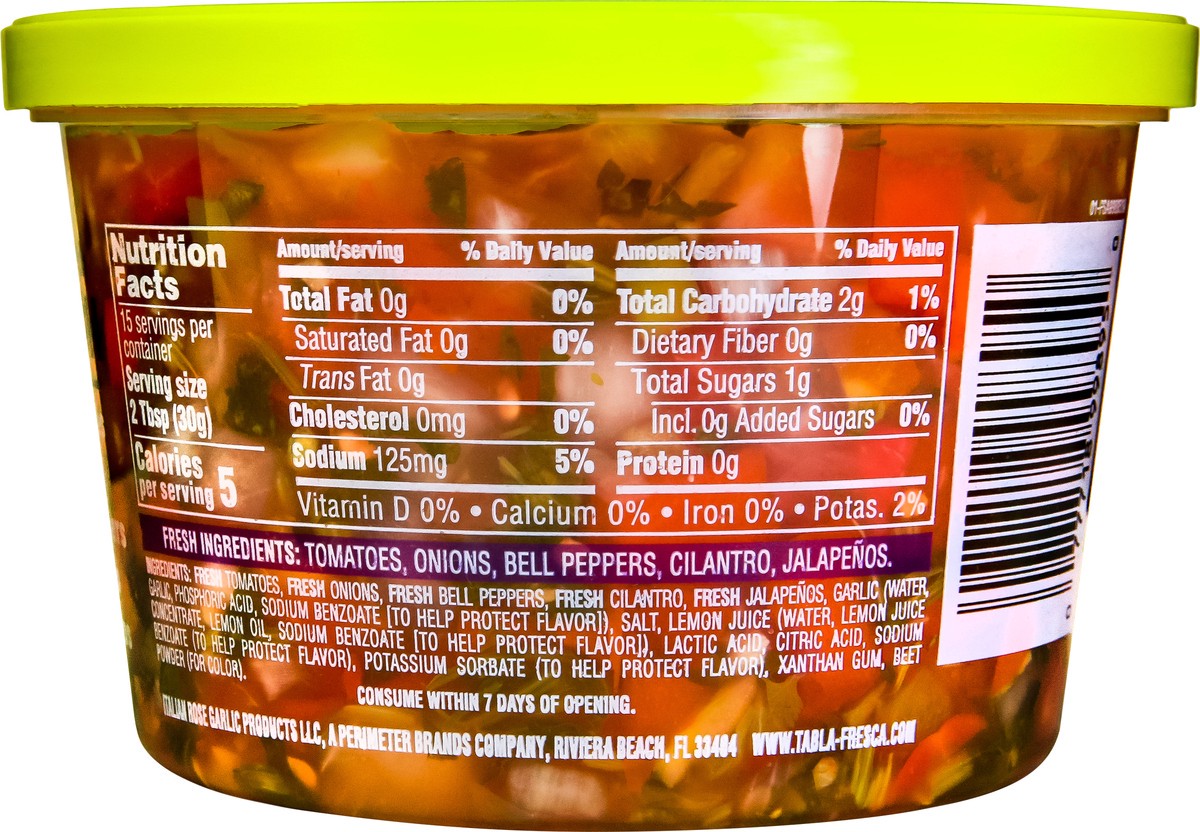 Nutrition
Facts
15 servings per
container
Serving size
2 Tbsp (30g)
Calories
per serving 5
Amount/serving % Daily Value
Total Fat 0g 0%
Saturated Fat 0g 0%
Trans Fat 0g
Cholesterol 0mg 0%
Sodium 125mg 5%
Amount/serving % Daily Value
Total Carbohydrate 2g 1%
Dietary Fiber 0g 0%
Total Sugars 1g
Incl. 0g Added Sugars 0%
Protein 0g
Vitamin D 0% • Calcium 0% • Iron 0% • Potas. 2%
FRESH INGREDIENTS: TOMATOES, ONIONS, BELL PEPPERS, CILANTRO, JALAPEÑOS.
INGREDIENTS: FRESH TOMATOES, FRESH ONIONS, FRESH BELL PEPPERS, FRESH CILANTRO, FRESH JALAPEÑOS, GARLIC (WATER,
GARLIC, PHOSPHORIC ACID, SODIUM BENZOATE [TO HELP PROTECT FLAVOR]), SALT, LEMON JUICE (WATER, LEMON JUICE
CONCENTRATE, LEMON OIL, SODIUM BENZOATE [TO HELP PROTECT FLAVOR]), LACTIC ACID, CITRIC ACID, SODIUM
BENZOATE (TO HELP PROTECT FLAVOR), POTASSIUM SORBATE (TO HELP PROTECT FLAVOR), XANTHAN GUM, BEET
POWDER (FOR COLOR).
CONSUME WITHIN 7 DAYS OF OPENING.
ITALIAN ROSE GARLIC PRODUCTS LLC, A PERIMETER BRANDS COMPANY, RIVIERA BEACH, FL 33404 WWW.TABLA-FRESCA.COM